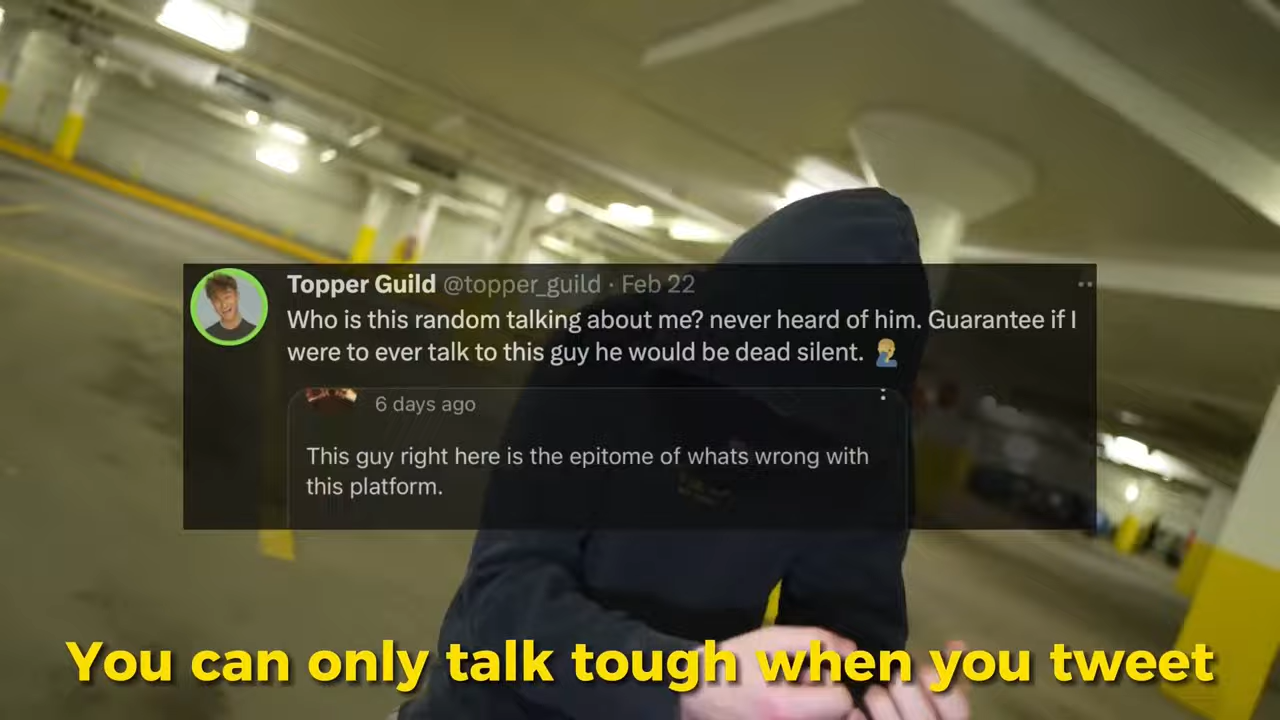 Topper Guild @topper_guild · Feb 22
Who is this random talking about me? never heard of him. Guarantee if I
were to ever talk to this guy he would be dead silent. 🤦🏼‍♂️
6 days ago
This guy right here is the epitome of whats wrong with
this platform.
You can only talk tough when you tweet